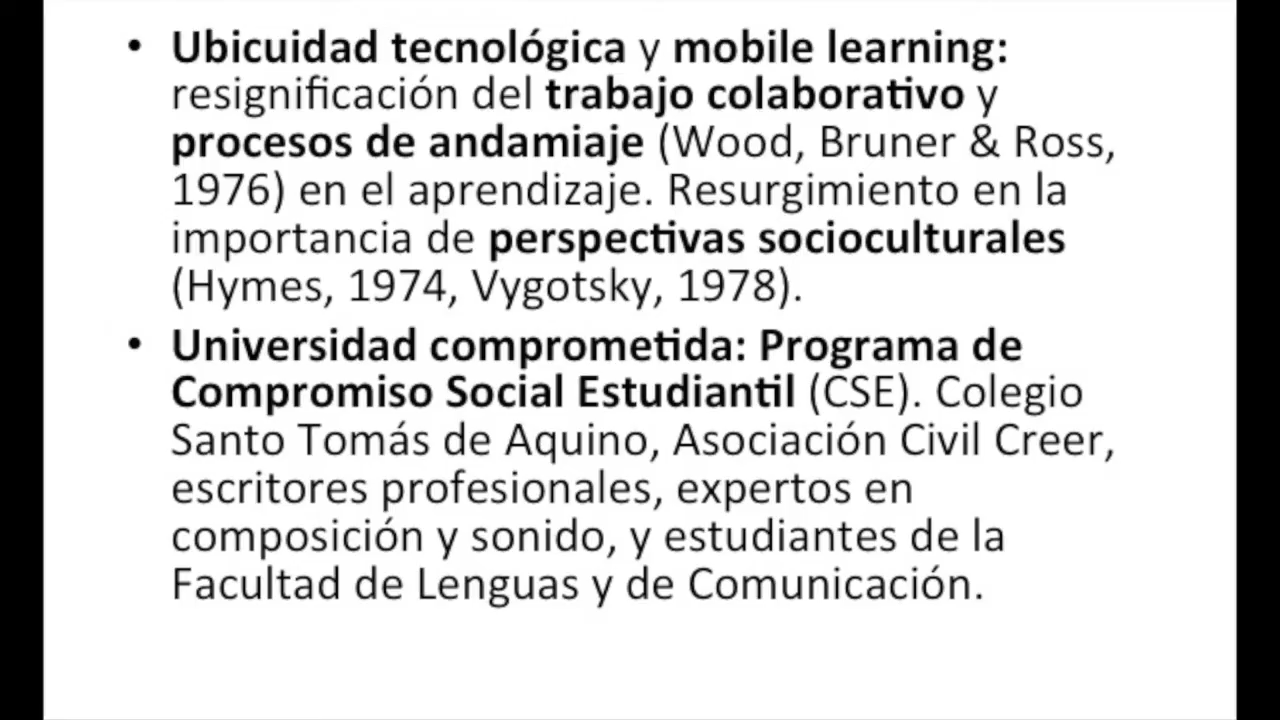 • Ubicuidad tecnológica y mobile learning:
resignificación del trabajo colaborativo y
procesos de andamiaje (Wood, Bruner & Ross,
1976) en el aprendizaje. Resurgimiento en la
importancia de perspectivas socioculturales
(Hymes, 1974, Vygotsky, 1978).
• Universidad comprometida: Programa de
Compromiso Social Estudiantil (CSE). Colegio
Santo Tomás de Aquino, Asociación Civil Creer,
escritores profesionales, expertos en
composición y sonido, y estudiantes de la
Facultad de Lenguas y de Comunicación.